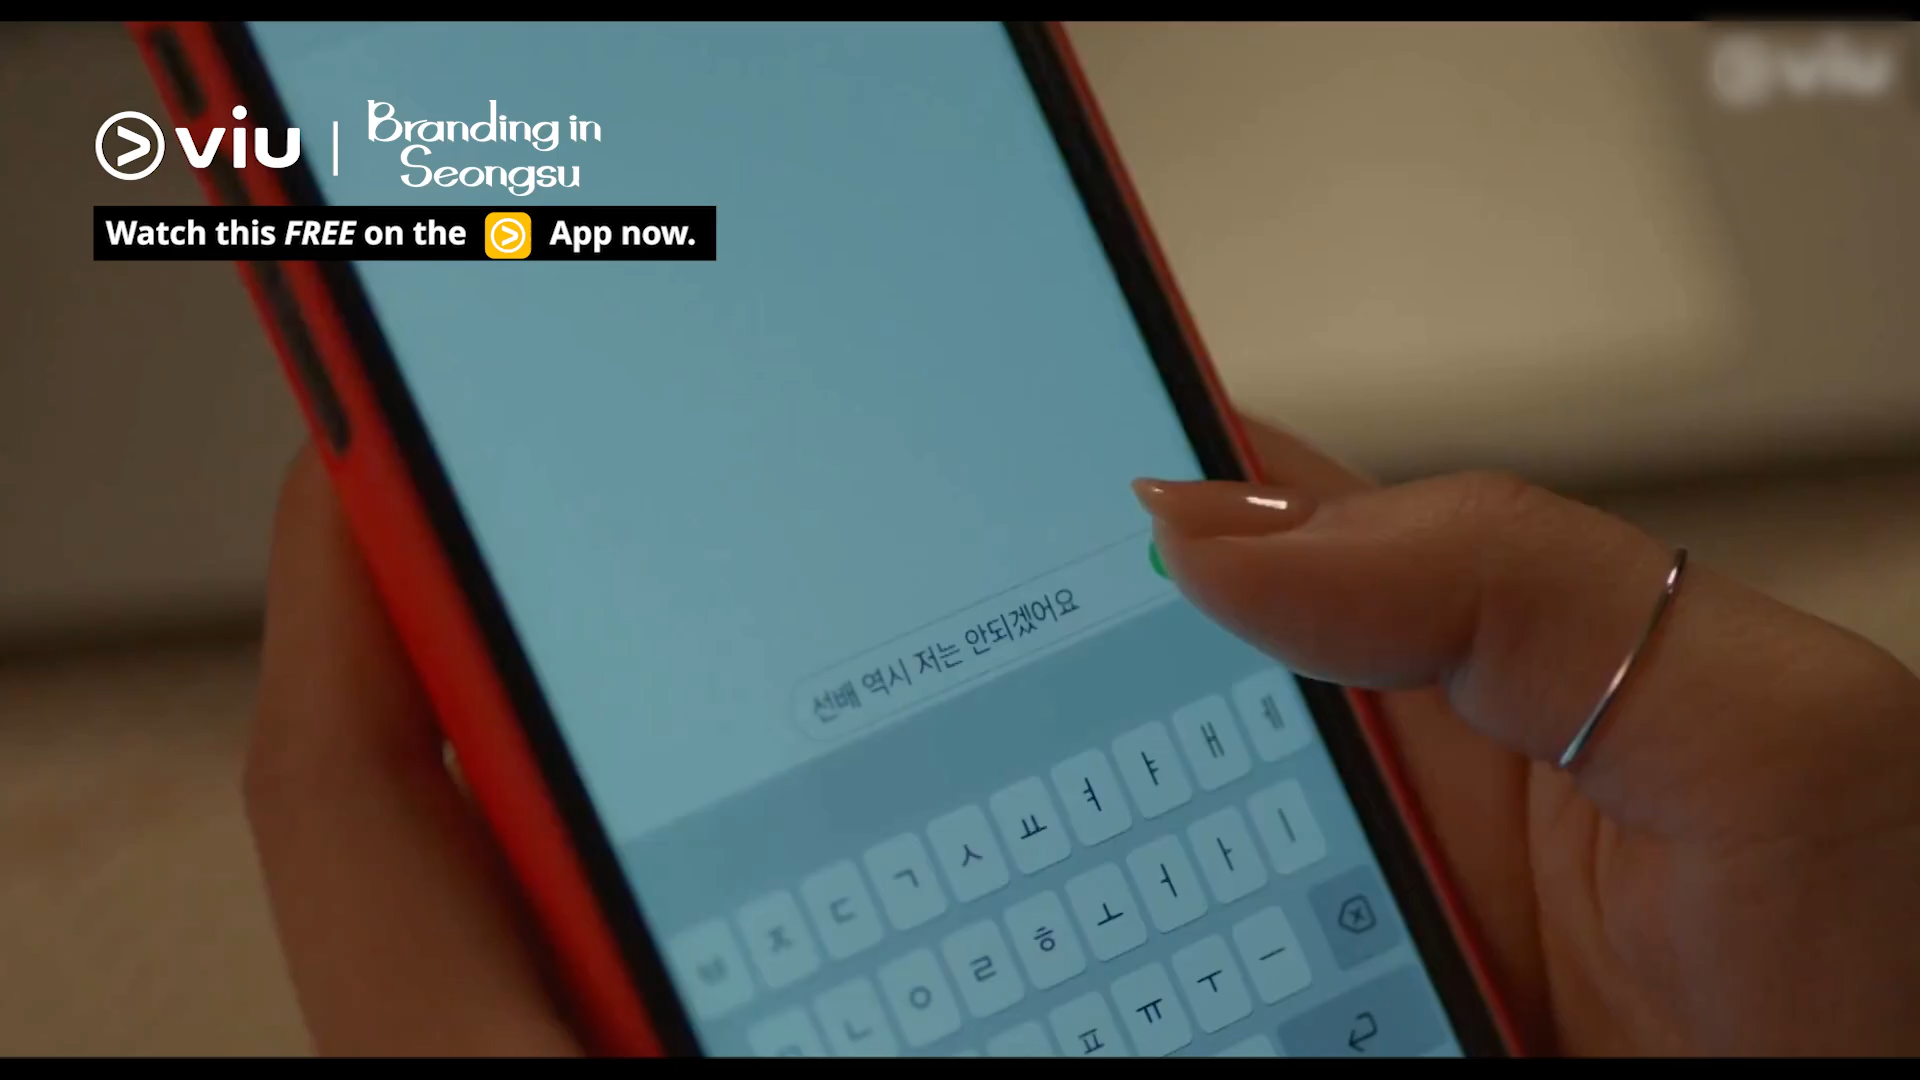 viu
viu | Branding in
Seongsu
Watch this FREE on the App now.
선배 역시 저는 안되겠어요
ㅂ ㅈ ㄷ ㄱ ㅅ ㅛ ㅕ ㅑ ㅐ ㅔ
ㄴ ㅇ ㄹ ㅎ ㅗ ㅓ ㅏ ㅣ
ㅍ ㅠ ㅜ ㅡ